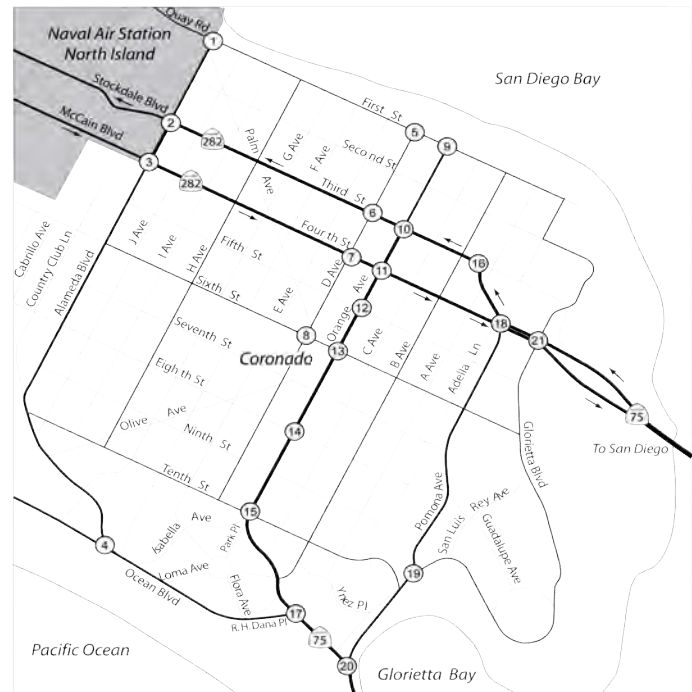 Quay Rd
Naval Air Station
North Island
1
San Diego Bay
Stockdale Blvd
2
282
McCain Blvd
3
282
First St
5
9
Palm
Ave
G Ave
F Ave
Second St
Third St
6
10
Fourth St
7
11
16
Cabrillo Ave
Country Club Ln
Alameda Blvd
J Ave
I Ave
H Ave
Fifth St
Sixth St
E Ave
D Ave
Orange Ave
12
18
21
Seventh St
8
13
Coronado
C Ave
B Ave
A Ave
Adella Ln
Eighth St
75
To San Diego
Olive Ave
Ninth St
14
Glorietta Blvd
Tenth St
15
Pomona Ave
San Luis Rey Ave
Guadalupe Ave
Isabella Ave
Park Pl
4
Loma Ave
Ocean Blvd
Flora Ave
Ynez Pl
19
R.H. Dana Pl
17
75
20
Pacific Ocean
Glorietta Bay